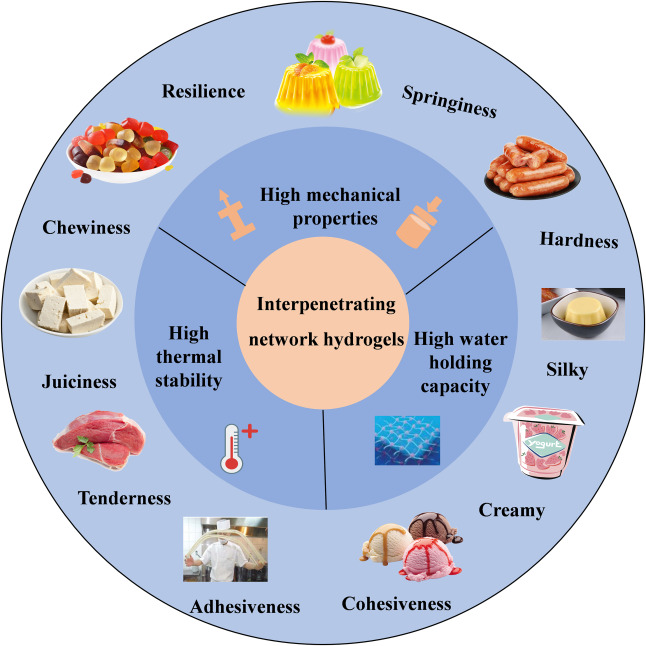 Resilience
Springiness
Chewiness
High mechanical
properties
Hardness
Interpenetrating
network hydrogels
High
thermal
stability
High water
holding
capacity
Juiciness
Silky
yogurt
Tenderness
Creamy
Adhesiveness
Cohesiveness